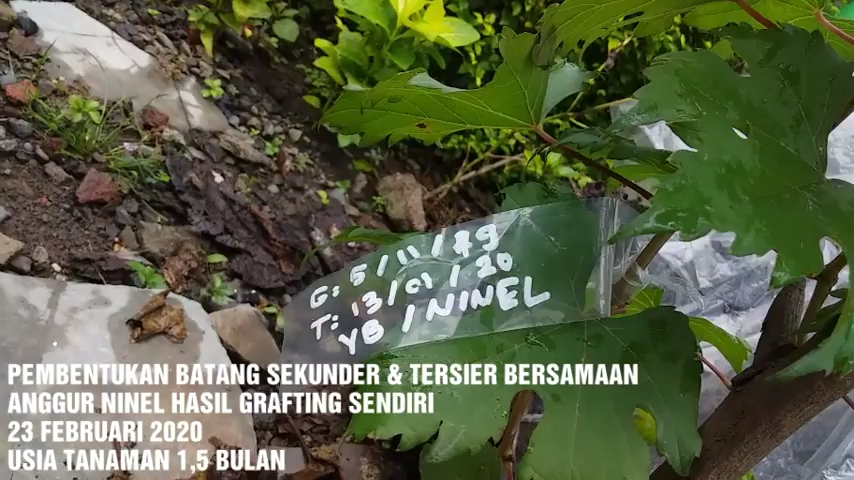 G: 5/11/19
T: 13/01/20
YB / NINEL
PEMBENTUKAN BATANG SEKUNDER & TERSIER BERSAMAAN
ANGGUR NINEL HASIL GRAFTING SENDIRI
23 FEBRUARI 2020
USIA TANAMAN 1,5 BULAN